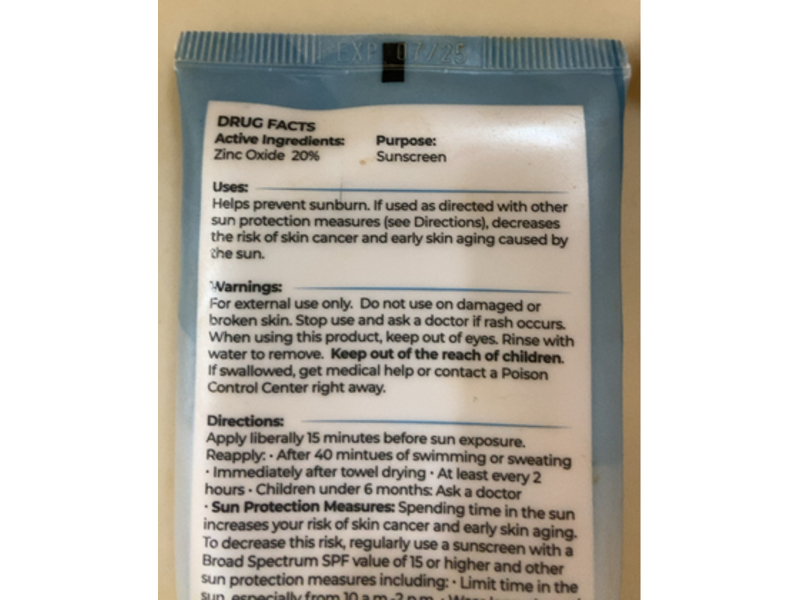 EXP 07/25
DRUG FACTS
Active Ingredients: Purpose:
Zinc Oxide 20% Sunscreen
Uses:
Helps prevent sunburn. If used as directed with other
sun protection measures (see Directions), decreases
the risk of skin cancer and early skin aging caused by
the sun.
Warnings:
For external use only. Do not use on damaged or
broken skin. Stop use and ask a doctor if rash occurs.
When using this product, keep out of eyes. Rinse with
water to remove. Keep out of the reach of children.
If swallowed, get medical help or contact a Poison
Control Center right away.
Directions:
Apply liberally 15 minutes before sun exposure.
Reapply: · After 40 mintues of swimming or sweating
· Immediately after towel drying · At least every 2
hours · Children under 6 months: Ask a doctor
· Sun Protection Measures: Spending time in the sun
increases your risk of skin cancer and early skin aging.
To decrease this risk, regularly use a sunscreen with a
Broad Spectrum SPF value of 15 or higher and other
sun protection measures including: · Limit time in the
sun, especially from 10 a.m.-2 p.m. ·